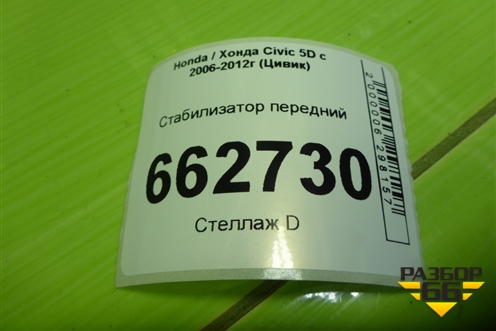 Honda / Хонда Civic 5D с
2006-2012г (Цивик)
Стабилизатор передний
662730
Стеллаж D
2000006298157
РАЗБОР
66